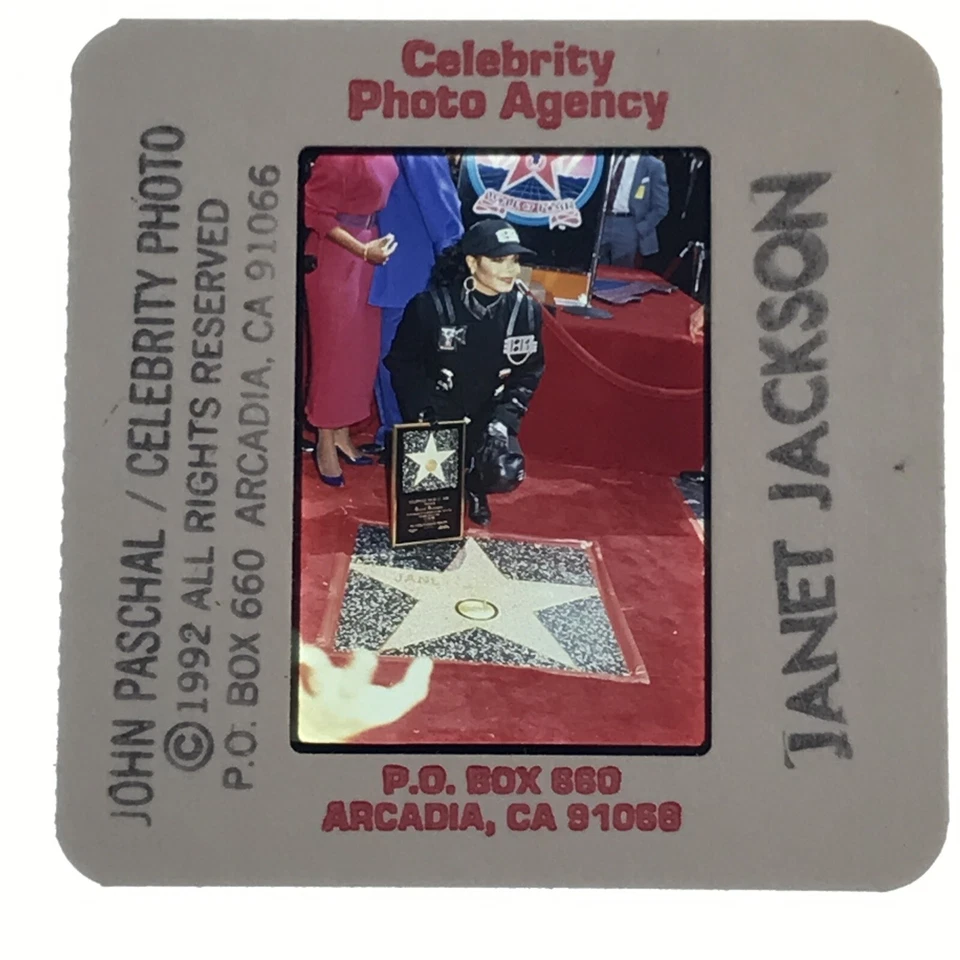 Celebrity
Photo Agency
JOHN PASCHAL / CELEBRITY PHOTO
©1992 ALL RIGHTS RESERVED
P.O. BOX 660 ARCADIA, CA 91066
JANET JACKSON
JANE
P.O. BOX 660
ARCADIA, CA 91066